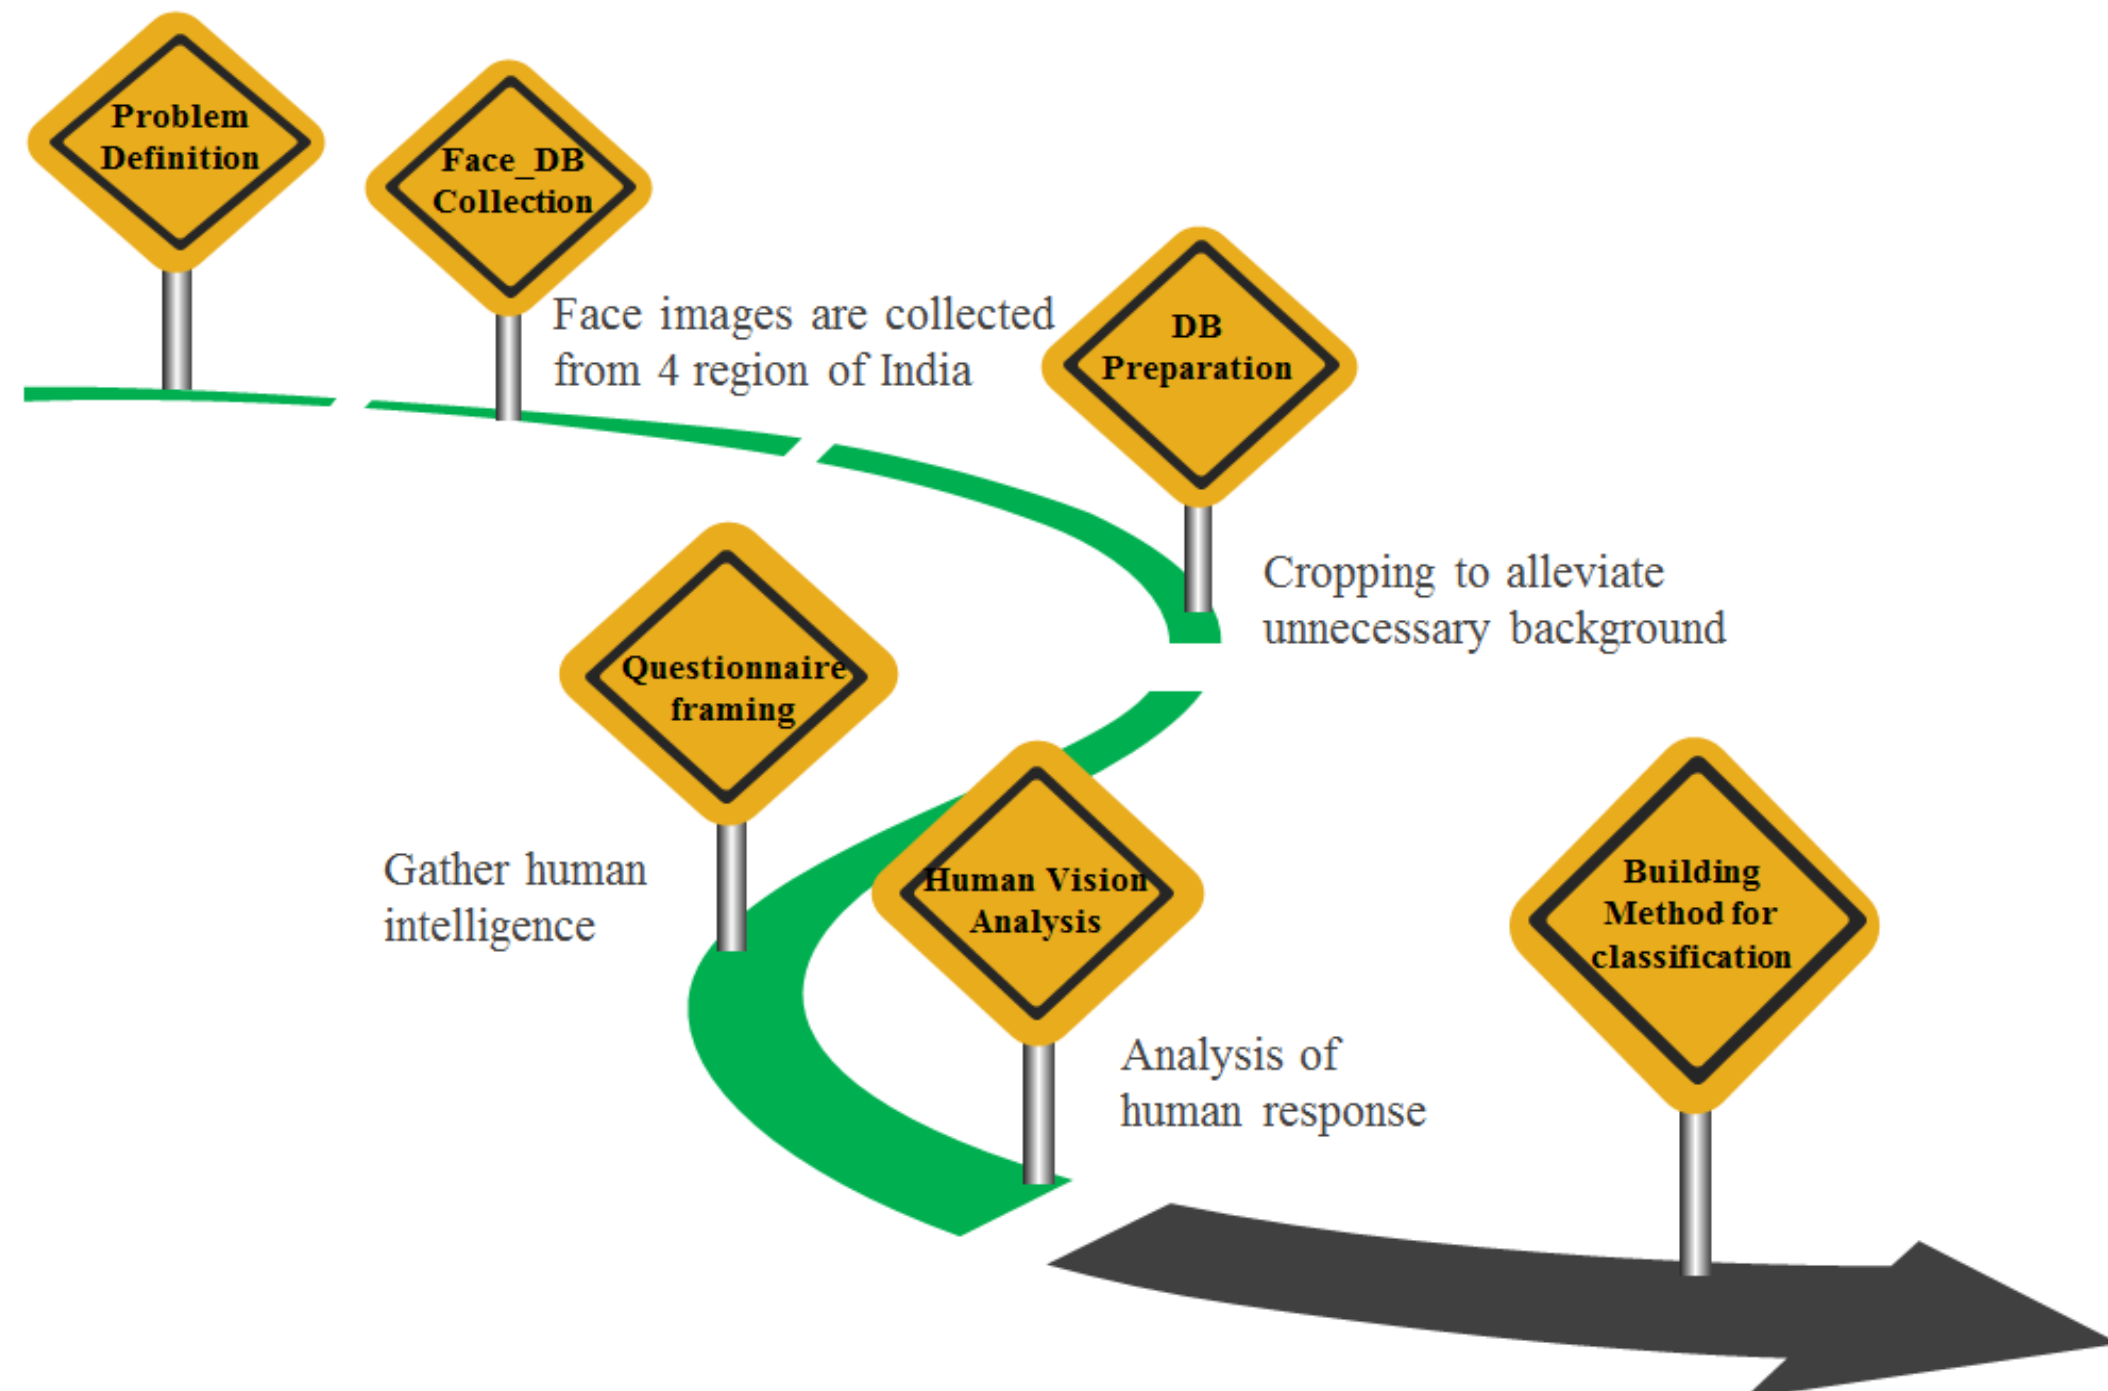 Problem
Definition
Face_DB
Collection
Face images are collected
from 4 region of India
DB
Preparation
Cropping to alleviate
unnecessary background
Questionnaire
framing
Gather human
intelligence
Human Vision
Analysis
Analysis of
human response
Building
Method for
classification